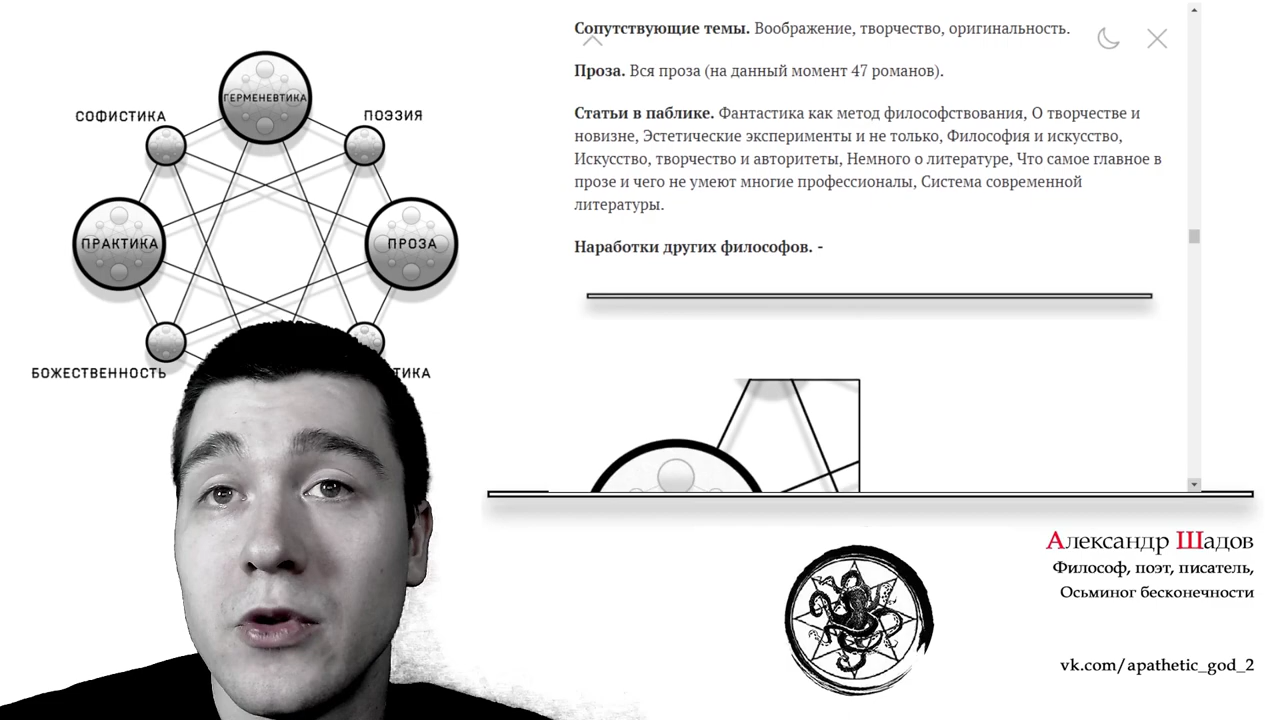 ГЕРМЕНЕВТИКА
СОФИСТИКА
ПОЭЗИЯ
ПРАКТИКА
ПРОЗА
БОЖЕСТВЕННОСТЬ
ТИКА
Сопутствующие темы. Воображение, творчество, оригинальность.
Проза. Вся проза (на данный момент 47 романов).
Статьи в паблике. Фантастика как метод философствования, О творчестве и
новизне, Эстетические эксперименты и не только, Философия и искусство,
Искусство, творчество и авторитеты, Немного о литературе, Что самое главное в
прозе и чего не умеют многие профессионалы, Система современной
литературы.
Наработки других философов. -
Александр Шадов
Философ, поэт, писатель,
Осьминог бесконечности
vk.com/apathetic_god_2